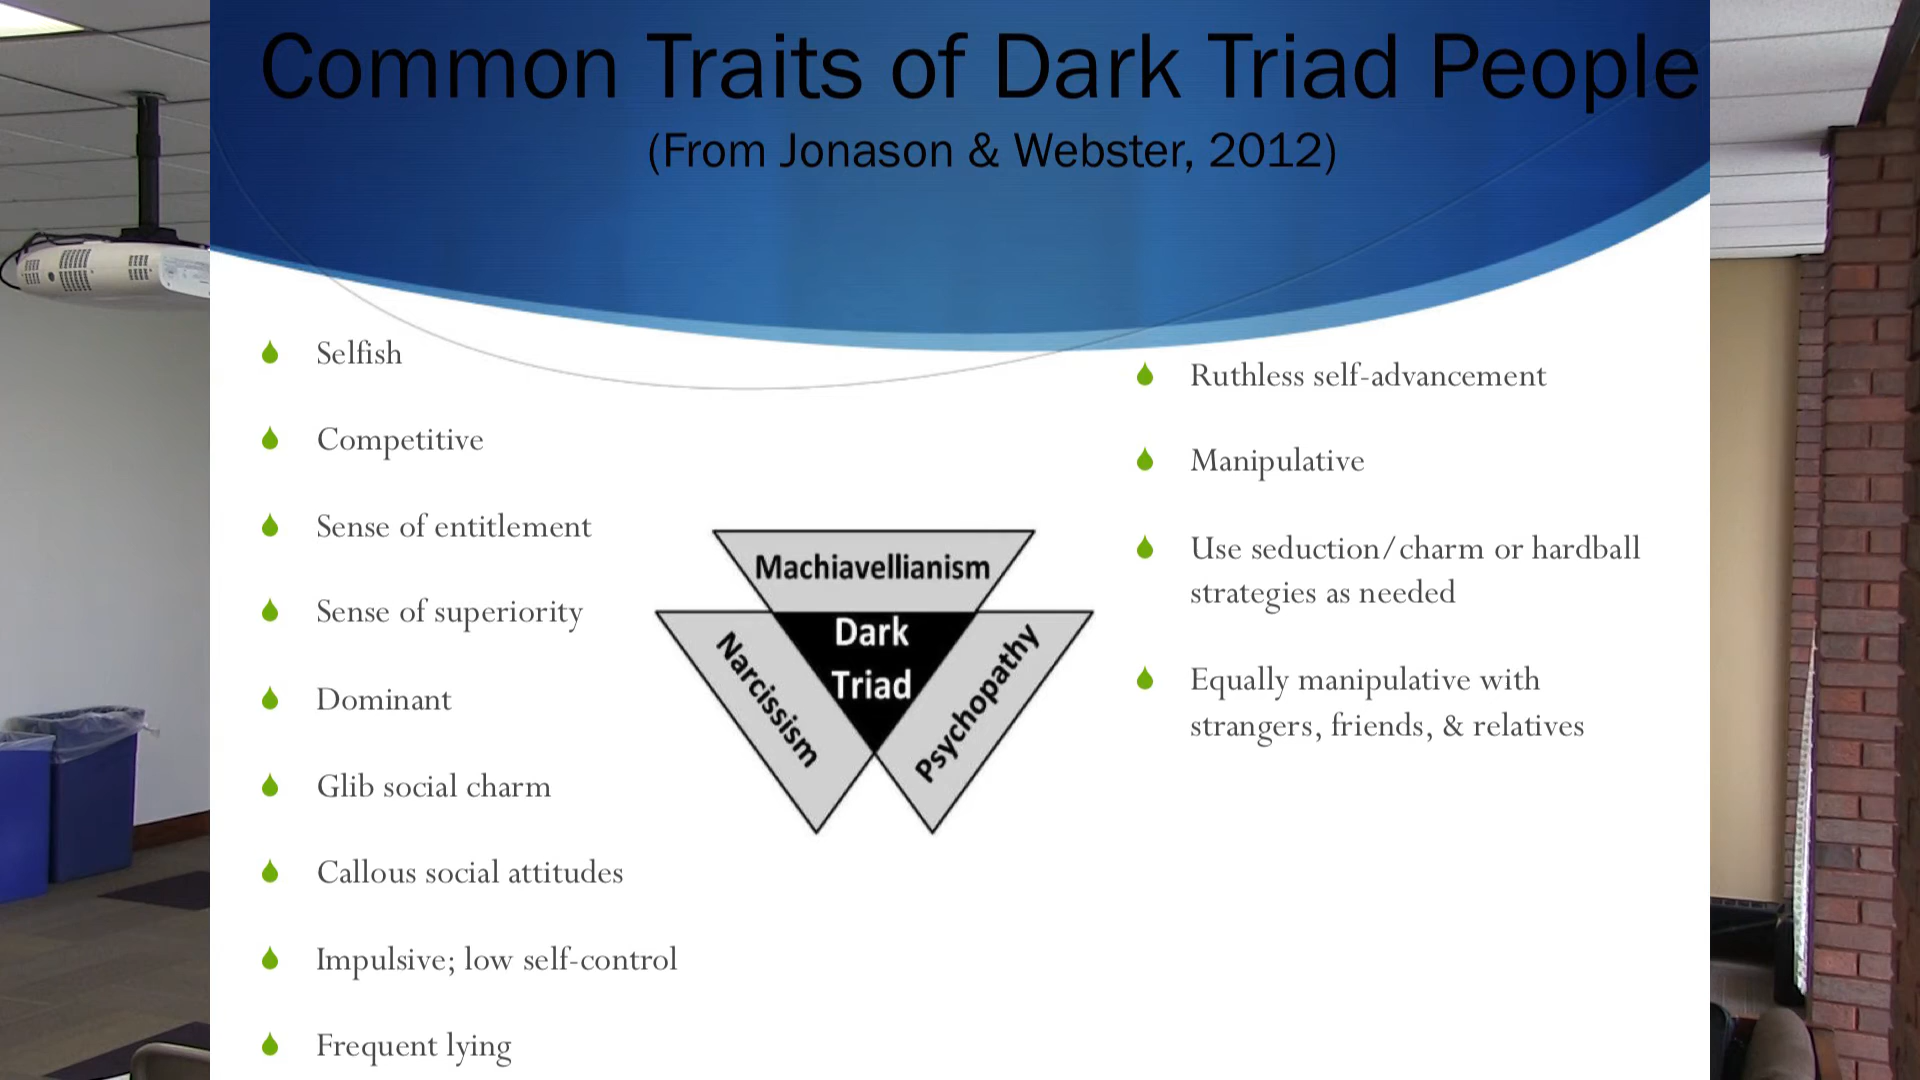 Common Traits of Dark Triad People
(From Jonason & Webster, 2012)
Selfish
Competitive
Sense of entitlement
Sense of superiority
Dominant
Glib social charm
Callous social attitudes
Impulsive; low self-control
Frequent lying
Machiavellianism
Dark
Triad
Narcissism
Psychopathy
Ruthless self-advancement
Manipulative
Use seduction/charm or hardball
strategies as needed
Equally manipulative with
strangers, friends, & relatives